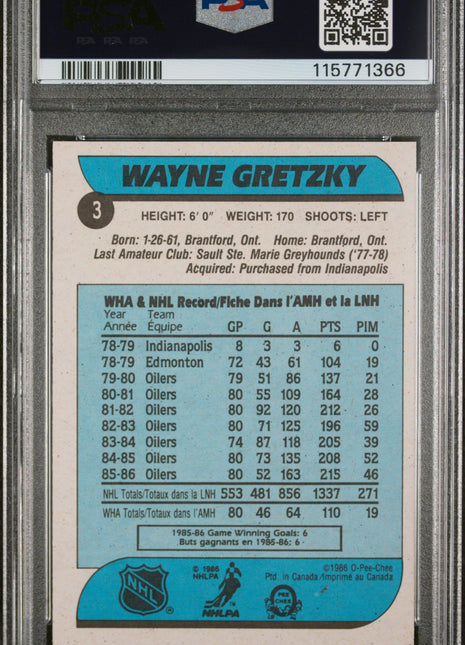 PSA
PSA PSA PSA
PSA
115771366
WAYNE GRETZKY
3
HEIGHT: 6' 0" WEIGHT: 170 SHOOTS: LEFT
Born: 1-26-61, Brantford, Ont. Home: Brantford, Ont.
Last Amateur Club: Sault Ste. Marie Greyhounds ('77-78)
Acquired: Purchased from Indianapolis
WHA & NHL Record/Fiche Dans l'AMH et la LNH
Year Team
Année Équipe GP G A PTS PIM
78-79 Indianapolis 8 3 3 6 0
78-79 Edmonton 72 43 61 104 19
79-80 Oilers 79 51 86 137 21
80-81 Oilers 80 55 109 164 28
81-82 Oilers 80 92 120 212 26
82-83 Oilers 80 71 125 196 59
83-84 Oilers 74 87 118 205 39
84-85 Oilers 80 73 135 208 52
85-86 Oilers 80 52 163 215 46
NHL Totals/Totaux dans la LNH 553 481 856 1337 271
WHA Totals/Totaux dans l'AMH 80 46 64 110 19
1985-86 Game Winning Goals: 6
Buts gagnants en 1985-86: 6
NHL
© 1986
NHLPA
TM
NHLPA
O PEE CHEE
©1986 O-Pee-Chee
Ptd. in Canada/Imprimé au Canada